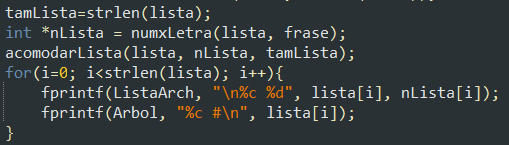 tamLista=strlen(lista);
int *nLista = numxLetra(lista, frase);
acomodarLista(lista, nLista, tamLista);
for(i=0; i<strlen(lista); i++){
    fprintf(ListaArch, "\n%c %d", lista[i], nLista[i]);
    fprintf(Arbol, "%c #\n", lista[i]);
}